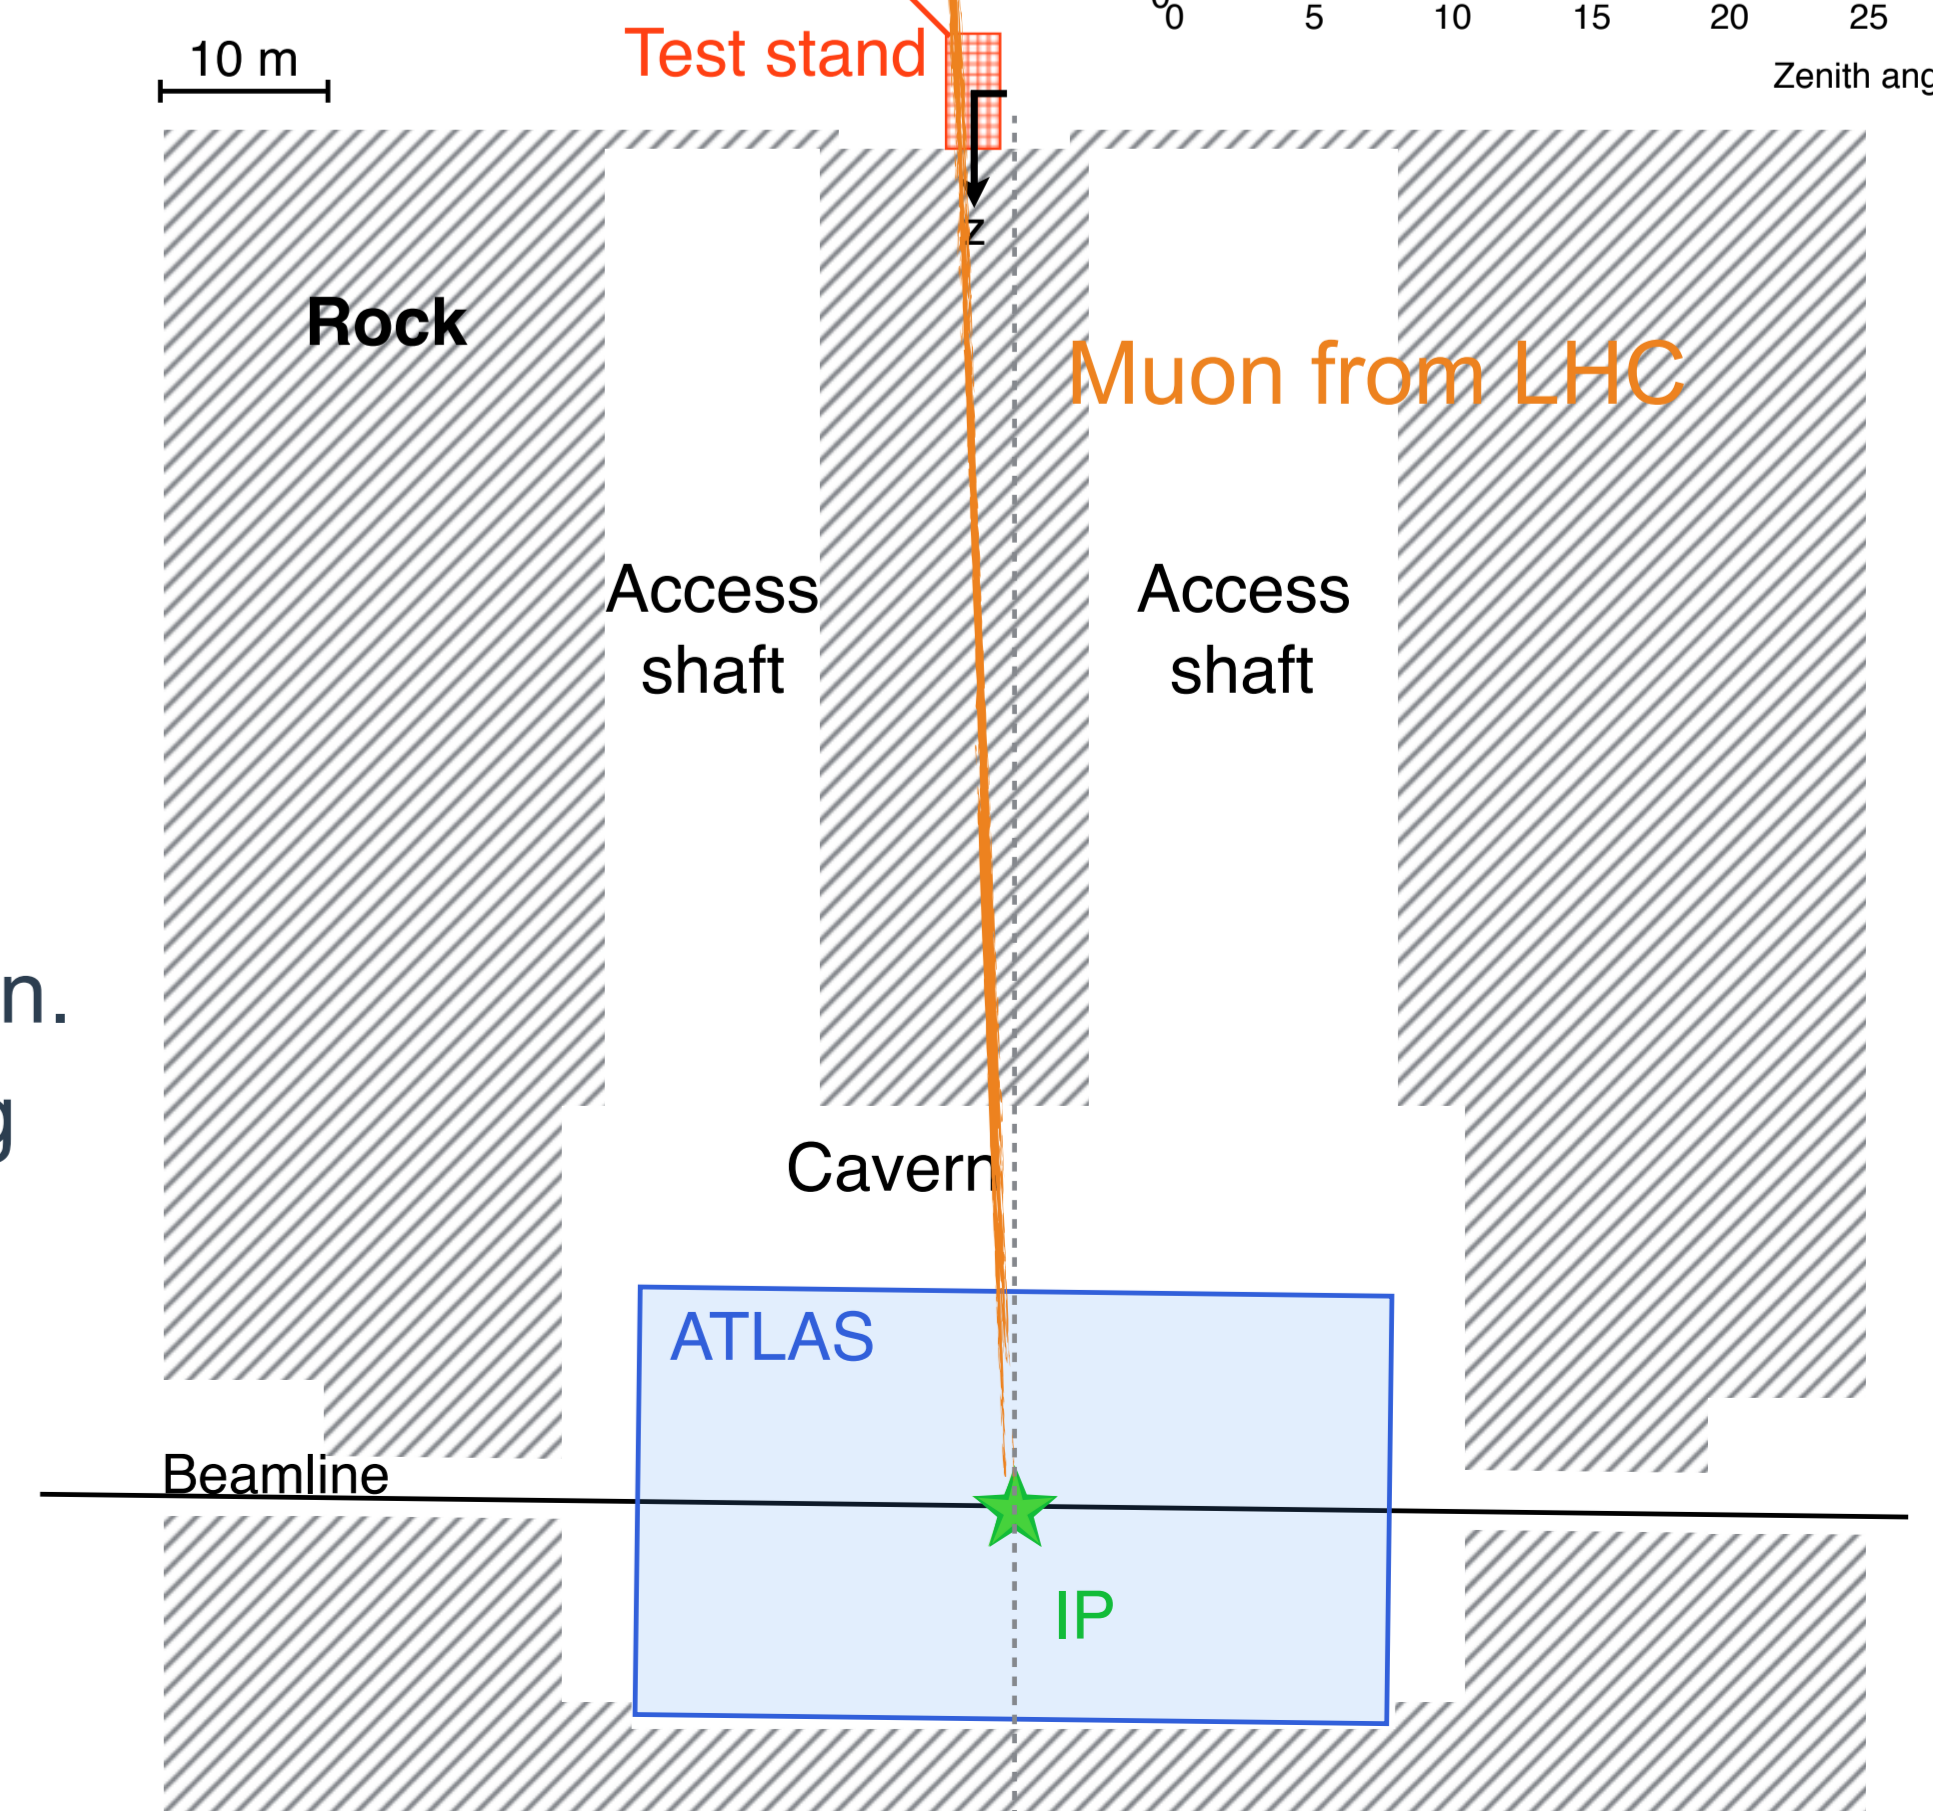 0 5 10 15 20 25
Zenith ang
10 m
Test stand
z
Rock
Muon from LHC
Access
shaft
Access
shaft
n.
g
Cavern
ATLAS
Beamline
IP